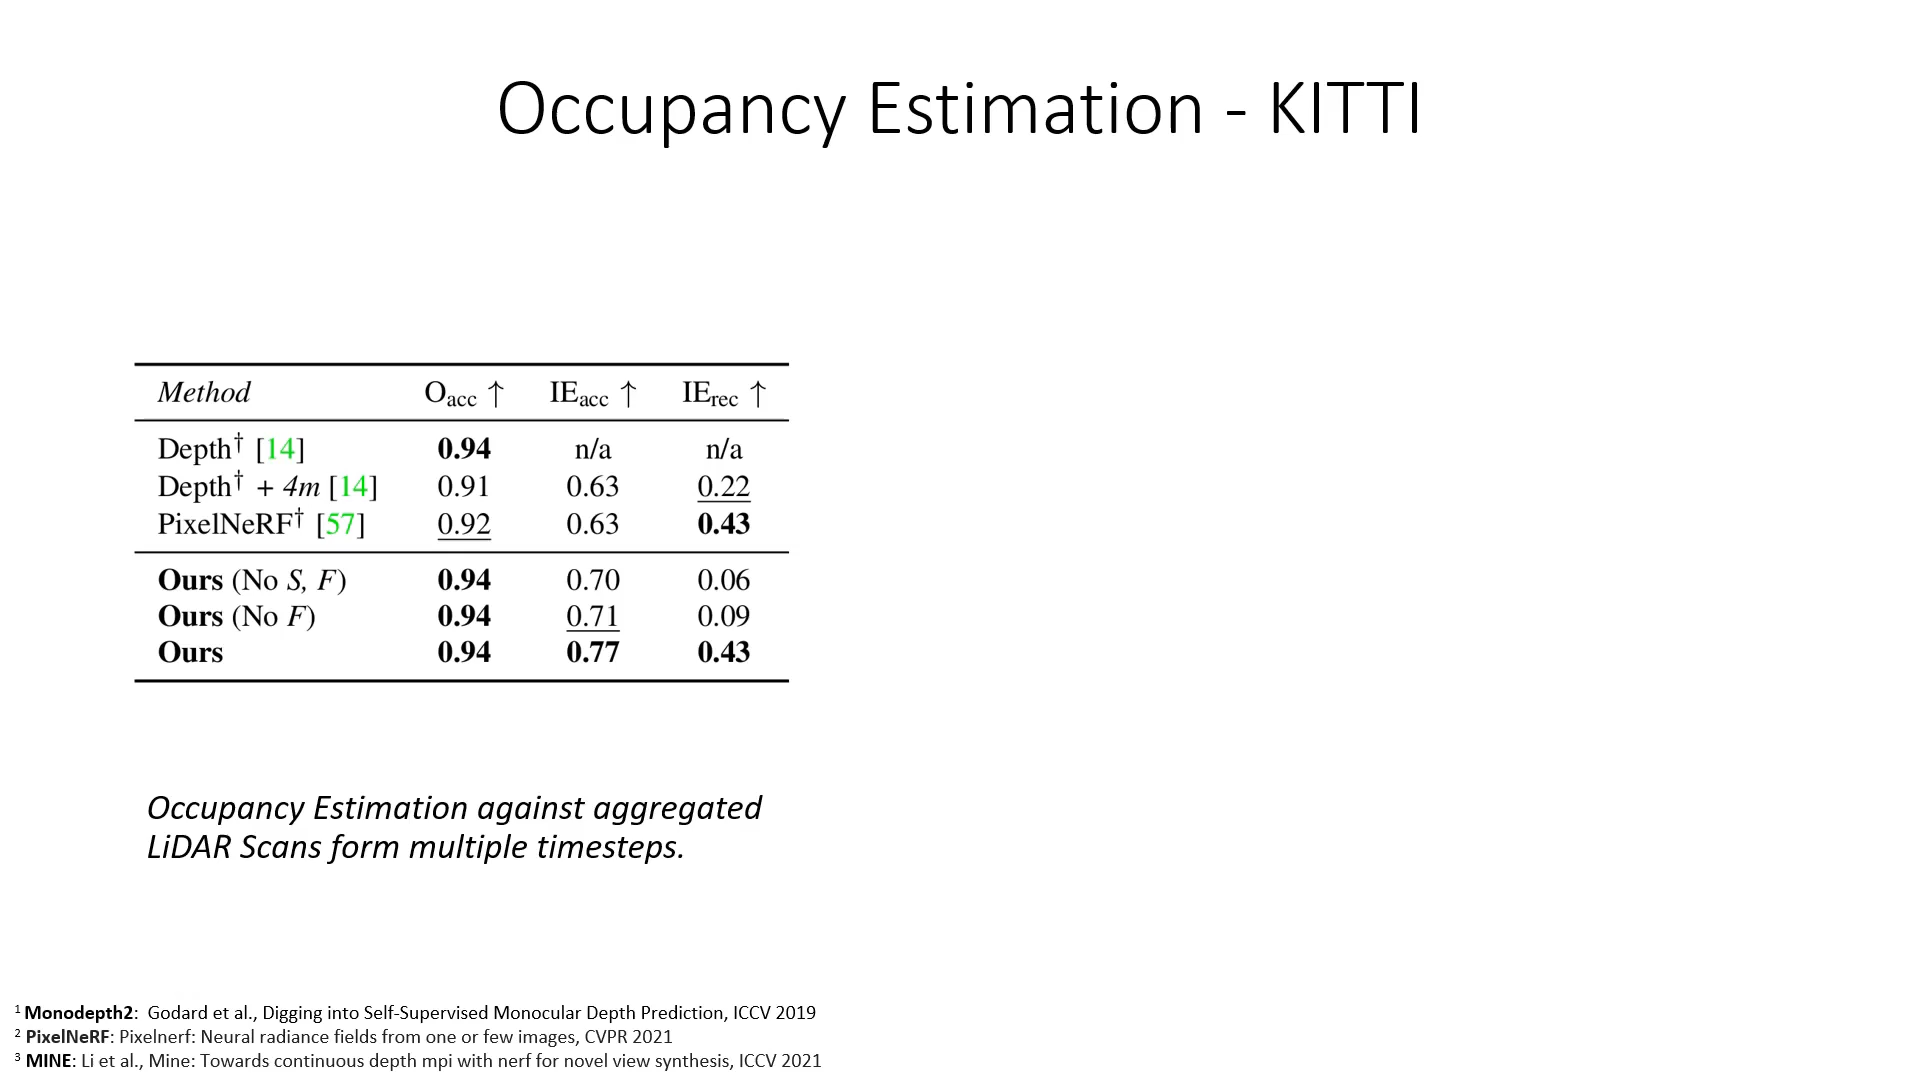 Occupancy Estimation - KITTI
Method Oacc ↑ IEacc ↑ IErec ↑
Depth† [14] 0.94 n/a n/a
Depth† + 4m [14] 0.91 0.63 0.22
PixelNeRF† [57] 0.92 0.63 0.43
Ours (No S, F) 0.94 0.70 0.06
Ours (No F) 0.94 0.71 0.09
Ours 0.94 0.77 0.43
Occupancy Estimation against aggregated
LiDAR Scans form multiple timesteps.
1 Monodepth2: Godard et al., Digging into Self-Supervised Monocular Depth Prediction, ICCV 2019
2 PixelNeRF: Pixelnerf: Neural radiance fields from one or few images, CVPR 2021
3 MINE: Li et al., Mine: Towards continuous depth mpi with nerf for novel view synthesis, ICCV 2021